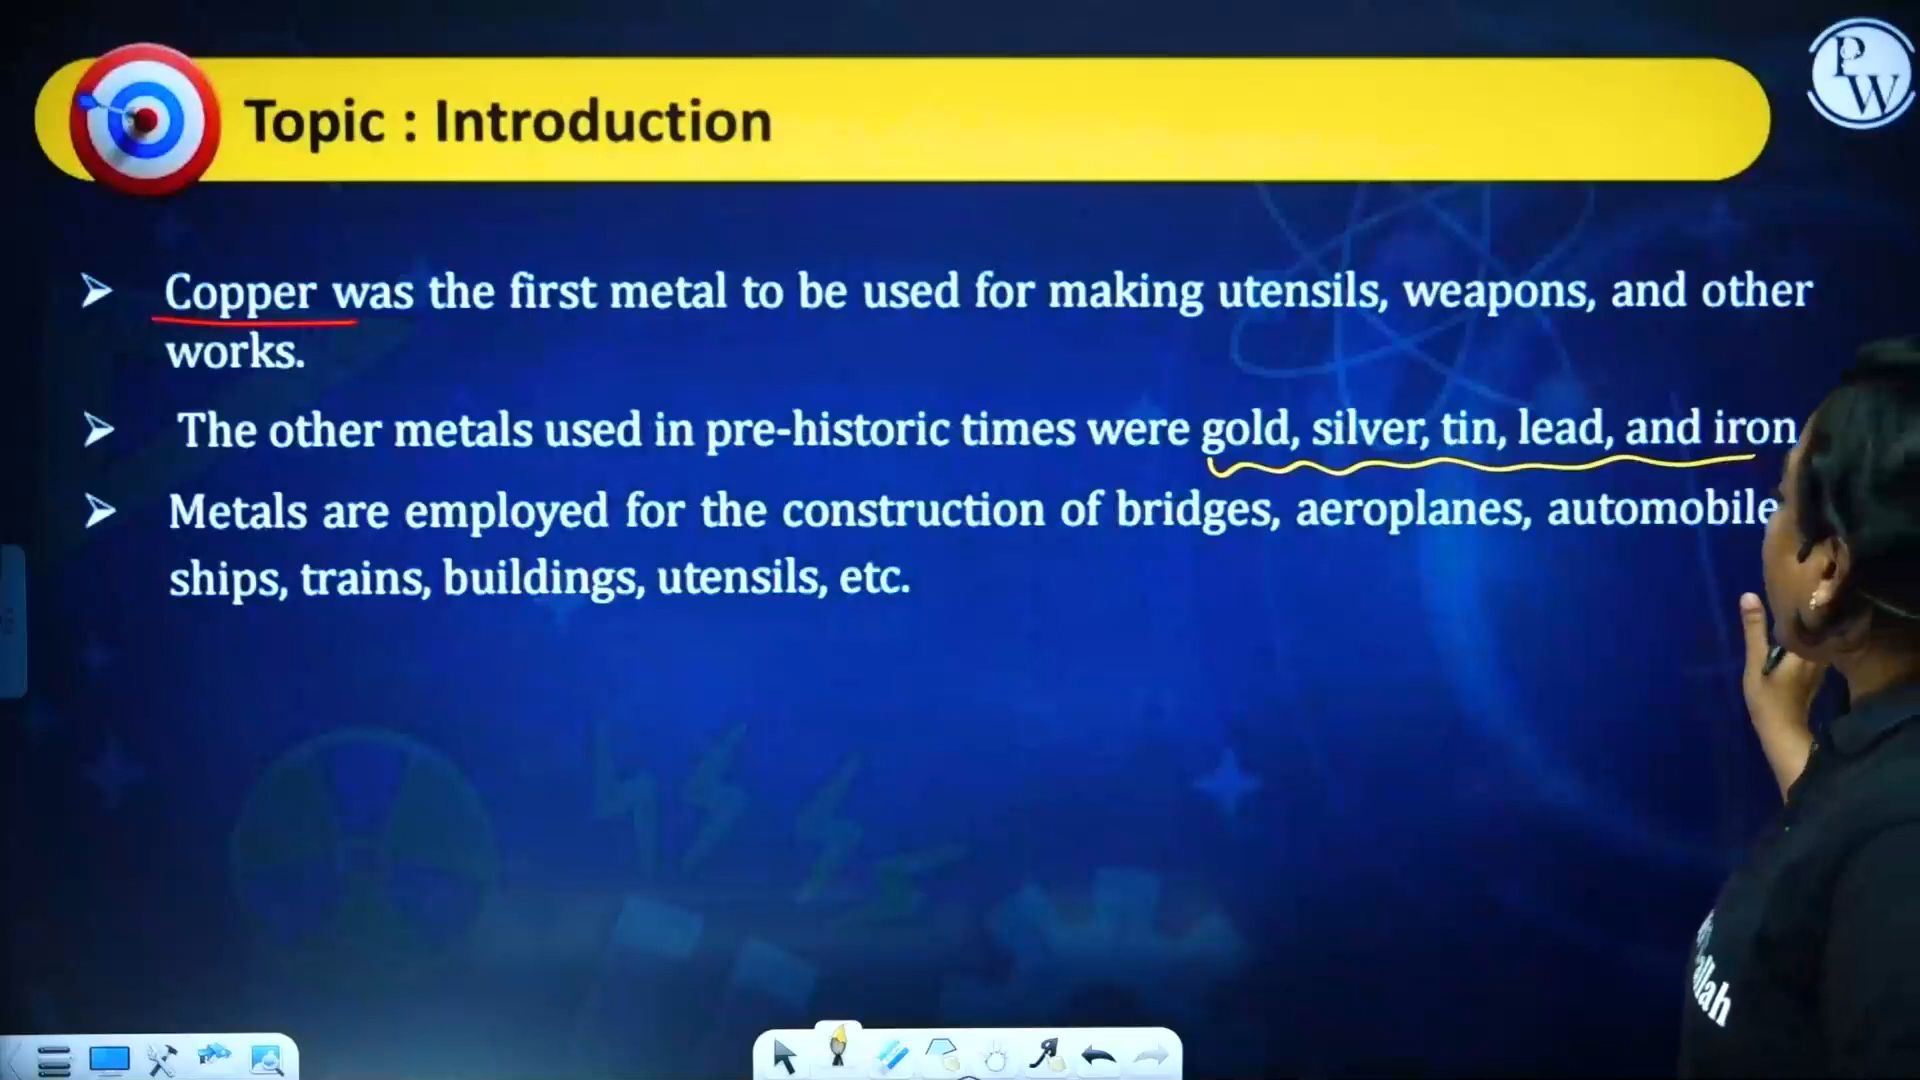 Topic : Introduction
PW
➤ Copper was the first metal to be used for making utensils, weapons, and other
works.
➤ The other metals used in pre-historic times were gold, silver, tin, lead, and iron
➤ Metals are employed for the construction of bridges, aeroplanes, automobile
ships, trains, buildings, utensils, etc.
llah